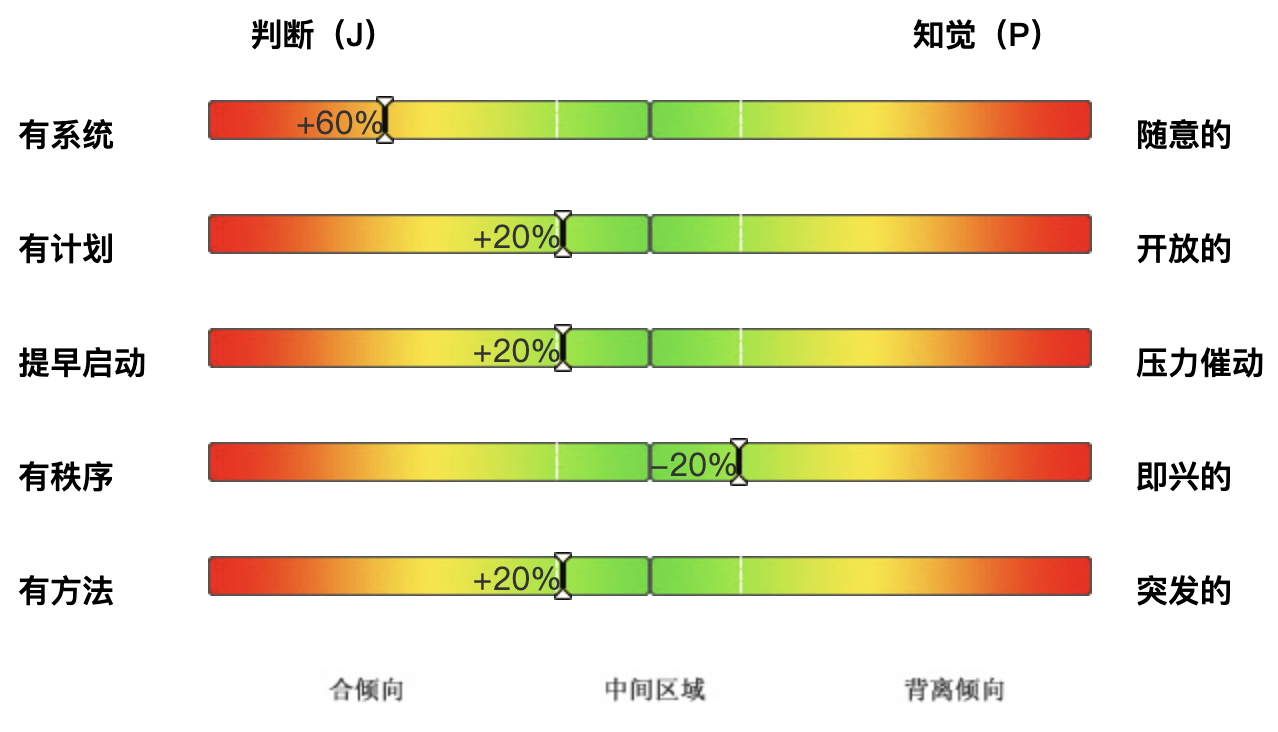 判断（J） 知觉（P）
有系统 +60% 随意的
有计划 +20% 开放的
提早启动 +20% 压力催动
有秩序 −20% 即兴的
有方法 +20% 突发的
合倾向 中间区域 背离倾向